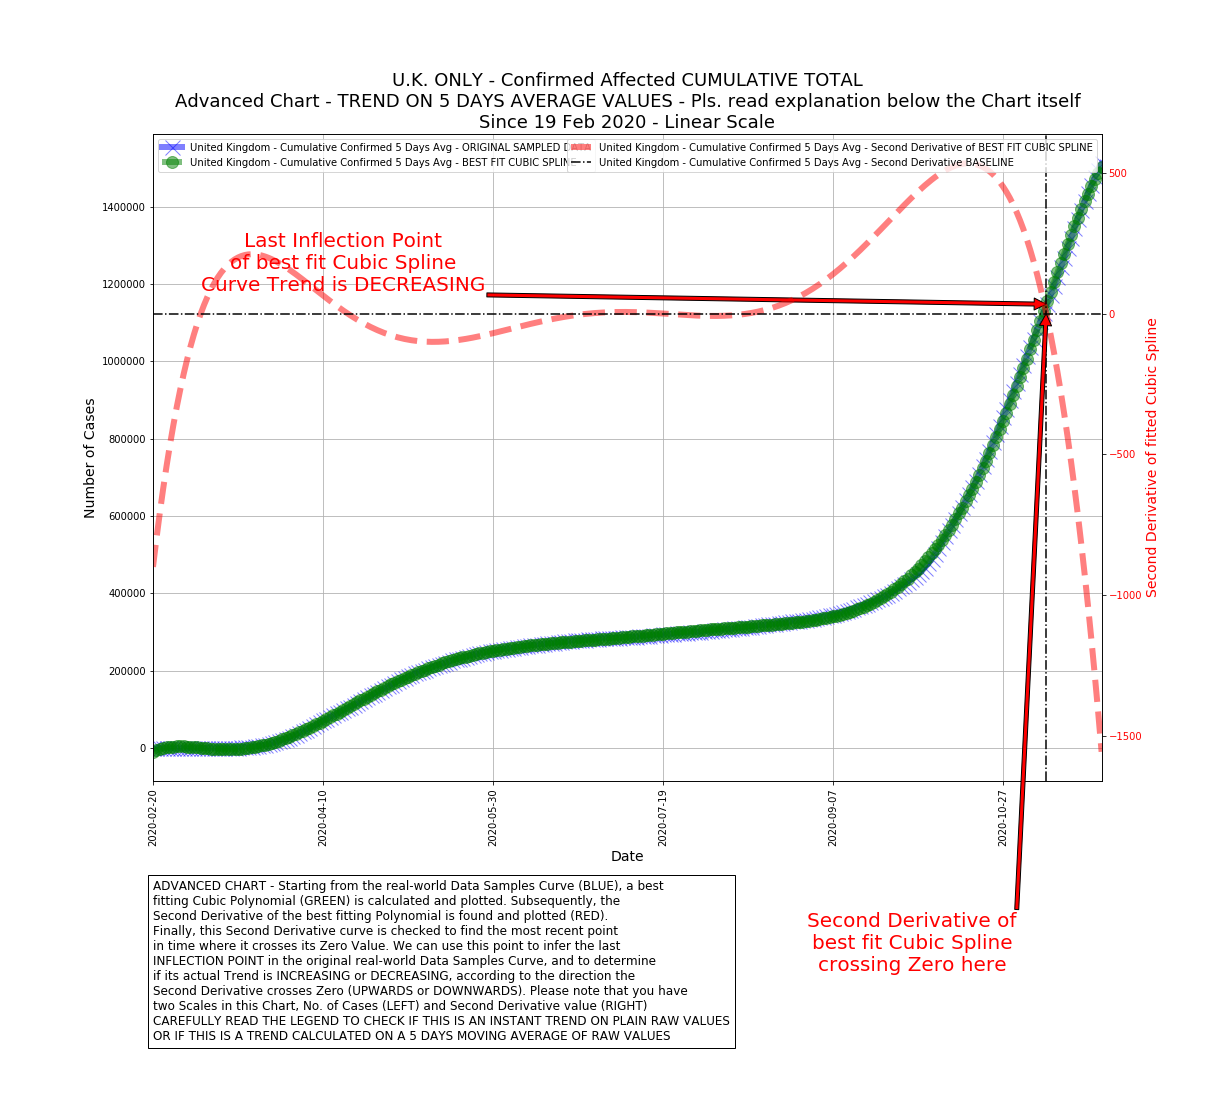 U.K. ONLY - Confirmed Affected CUMULATIVE TOTAL
Advanced Chart - TREND ON 5 DAYS AVERAGE VALUES - Pls. read explanation below the Chart itself
Since 19 Feb 2020 - Linear Scale
United Kingdom - Cumulative Confirmed 5 Days Avg - ORIGINAL SAMPLED DATA
United Kingdom - Cumulative Confirmed 5 Days Avg - BEST FIT CUBIC SPLINE
United Kingdom - Cumulative Confirmed 5 Days Avg - Second Derivative of BEST FIT CUBIC SPLINE
United Kingdom - Cumulative Confirmed 5 Days Avg - Second Derivative BASELINE
Last Inflection Point
of best fit Cubic Spline
Curve Trend is DECREASING
Number of Cases
1400000
1200000
1000000
800000
600000
400000
200000
0
500
0
−500
−1000
−1500
Second Derivative of fitted Cubic Spline
2020-02-20
2020-04-10
2020-05-30
2020-07-19
2020-09-07
2020-10-27
Date
ADVANCED CHART - Starting from the real-world Data Samples Curve (BLUE), a best
fitting Cubic Polynomial (GREEN) is calculated and plotted. Subsequently, the
Second Derivative of the best fitting Polynomial is found and plotted (RED).
Finally, this Second Derivative curve is checked to find the most recent point
in time where it crosses its Zero Value. We can use this point to infer the last
INFLECTION POINT in the original real-world Data Samples Curve, and to determine
if its actual Trend is INCREASING or DECREASING, according to the direction the
Second Derivative crosses Zero (UPWARDS or DOWNWARDS). Please note that you have
two Scales in this Chart, No. of Cases (LEFT) and Second Derivative value (RIGHT)
CAREFULLY READ THE LEGEND TO CHECK IF THIS IS AN INSTANT TREND ON PLAIN RAW VALUES
OR IF THIS IS A TREND CALCULATED ON A 5 DAYS MOVING AVERAGE OF RAW VALUES
Second Derivative of
best fit Cubic Spline
crossing Zero here